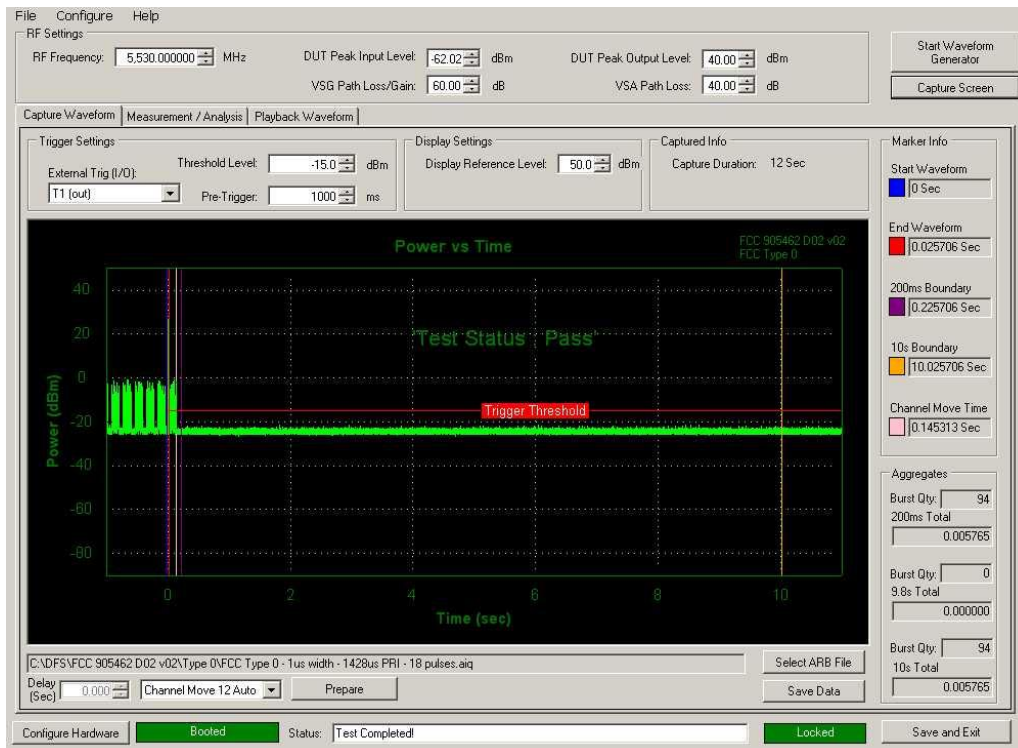 File Configure Help
RF Settings
RF Frequency: 5,530.000000 MHz
DUT Peak Input Level: -62.02 dBm
DUT Peak Output Level: 40.00 dBm
VSG Path Loss/Gain: 60.00 dB
VSA Path Loss: 40.00 dB
Start Waveform
Generator
Capture Screen
Capture Waveform Measurement / Analysis Playback Waveform
Trigger Settings
External Trig (I/O):
T1 (out)
Threshold Level: -15.0 dBm
Pre-Trigger: 1000 ms
Display Settings
Display Reference Level: 50.0 dBm
Captured Info
Capture Duration: 12 Sec
Power vs Time
FCC 905462 D02 v02
FCC Type 0
'Test Status : Pass'
Trigger Threshold
Power (dBm)
40
20
0
-20
-40
-60
-80
0 2 4 6 8 10
Time (sec)
Marker Info
Start Waveform
0 Sec
End Waveform
0.025706 Sec
200ms Boundary
0.225706 Sec
10s Boundary
10.025706 Sec
Channel Move Time
0.145313 Sec
Aggregates
Burst Qty: 94
200ms Total
0.005765
Burst Qty: 0
9.8s Total
0.000000
Burst Qty: 94
10s Total
0.005765
C:\DFS\FCC 905462 D02 v02\Type 0\FCC Type 0 - 1us width - 1428us PRI - 18 pulses.aiq
Select ARB File
Delay
(Sec) 0.000
Channel Move 12 Auto
Prepare
Save Data
Configure Hardware
Booted
Status: Test Completed!
Locked
Save and Exit